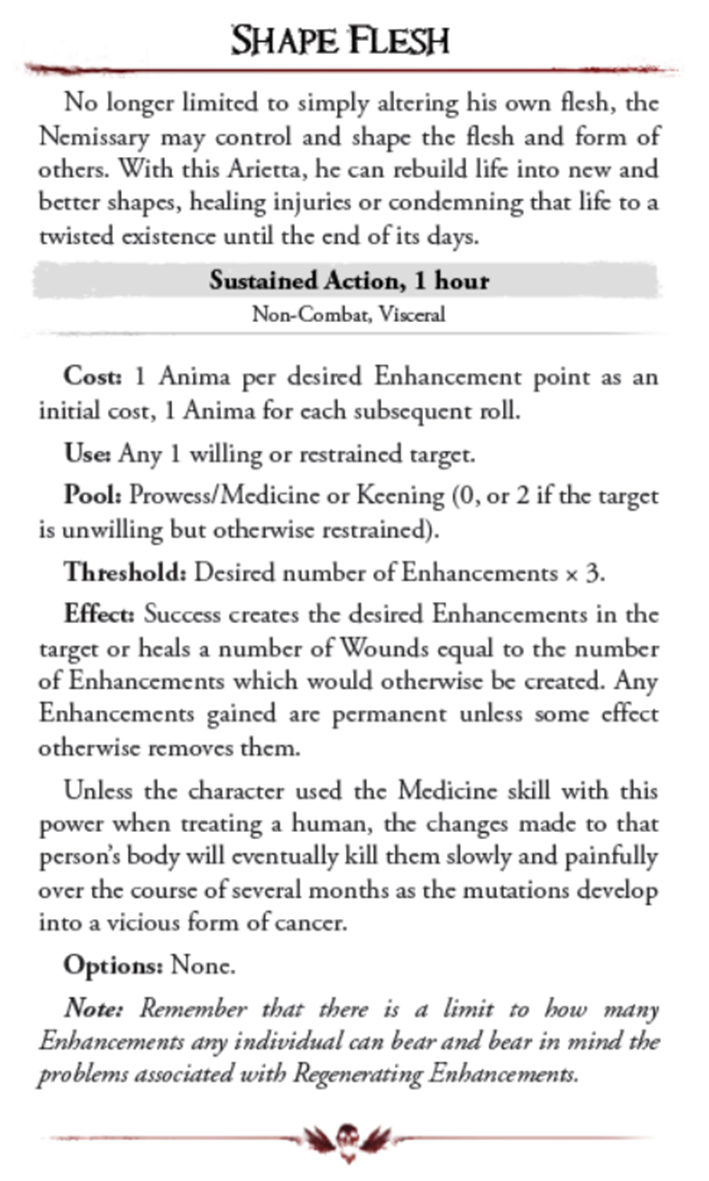 SHAPE FLESH
No longer limited to simply altering his own flesh, the
Nemissary may control and shape the flesh and form of
others. With this Arietta, he can rebuild life into new and
better shapes, healing injuries or condemning that life to a
twisted existence until the end of its days.
Sustained Action, 1 hour
Non-Combat, Visceral
Cost: 1 Anima per desired Enhancement point as an
initial cost, 1 Anima for each subsequent roll.
Use: Any 1 willing or restrained target.
Pool: Prowess/Medicine or Keening (0, or 2 if the target
is unwilling but otherwise restrained).
Threshold: Desired number of Enhancements × 3.
Effect: Success creates the desired Enhancements in the
target or heals a number of Wounds equal to the number
of Enhancements which would otherwise be created. Any
Enhancements gained are permanent unless some effect
otherwise removes them.
Unless the character used the Medicine skill with this
power when treating a human, the changes made to that
person's body will eventually kill them slowly and painfully
over the course of several months as the mutations develop
into a vicious form of cancer.
Options: None.
Note: Remember that there is a limit to how many
Enhancements any individual can bear and bear in mind the
problems associated with Regenerating Enhancements.